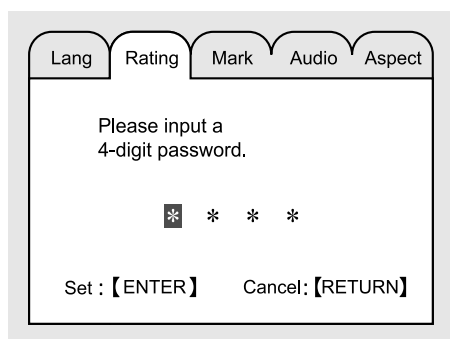 Lang Rating Mark Audio Aspect
Please input a
4-digit password.
* * * *
Set :【ENTER】 Cancel:【RETURN】